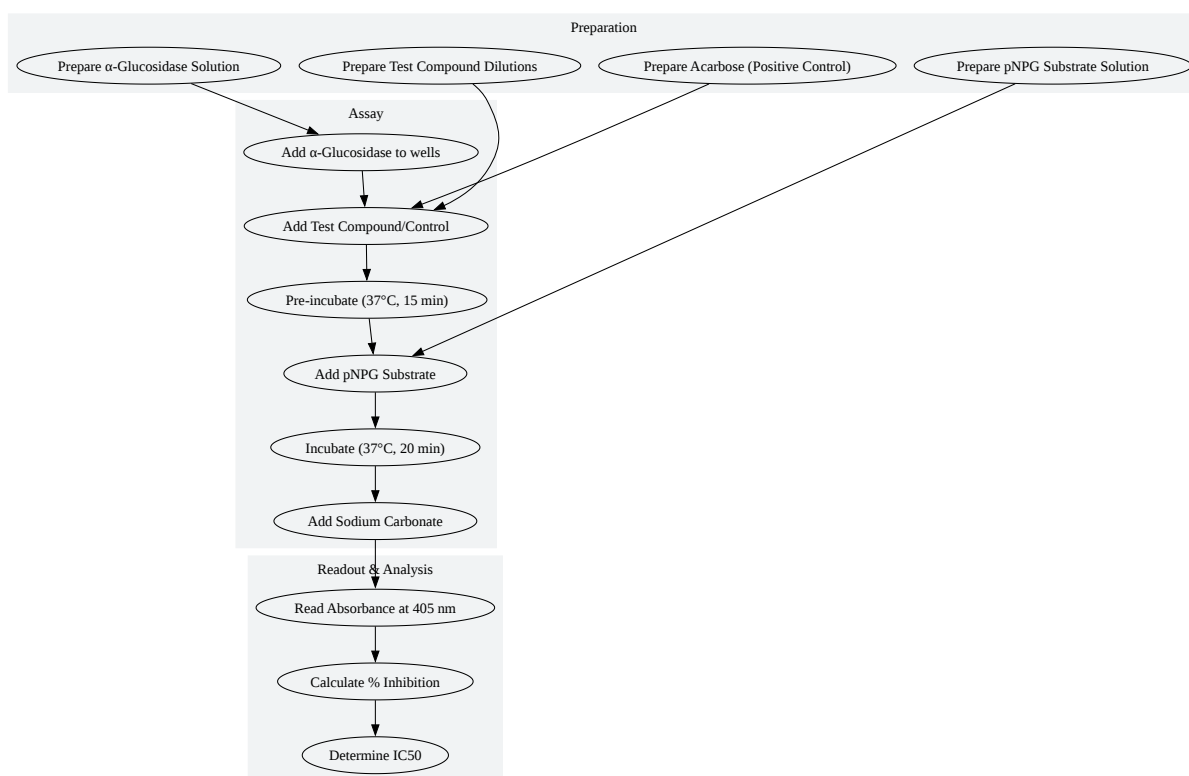 Preparation
Prepare α-Glucosidase Solution
Prepare Test Compound Dilutions
Prepare Acarbose (Positive Control)
Prepare pNPG Substrate Solution
Assay
Add α-Glucosidase to wells
Add Test Compound/Control
Pre-incubate (37°C, 15 min)
Add pNPG Substrate
Incubate (37°C, 20 min)
Add Sodium Carbonate
Readout & Analysis
Read Absorbance at 405 nm
Calculate % Inhibition
Determine IC50